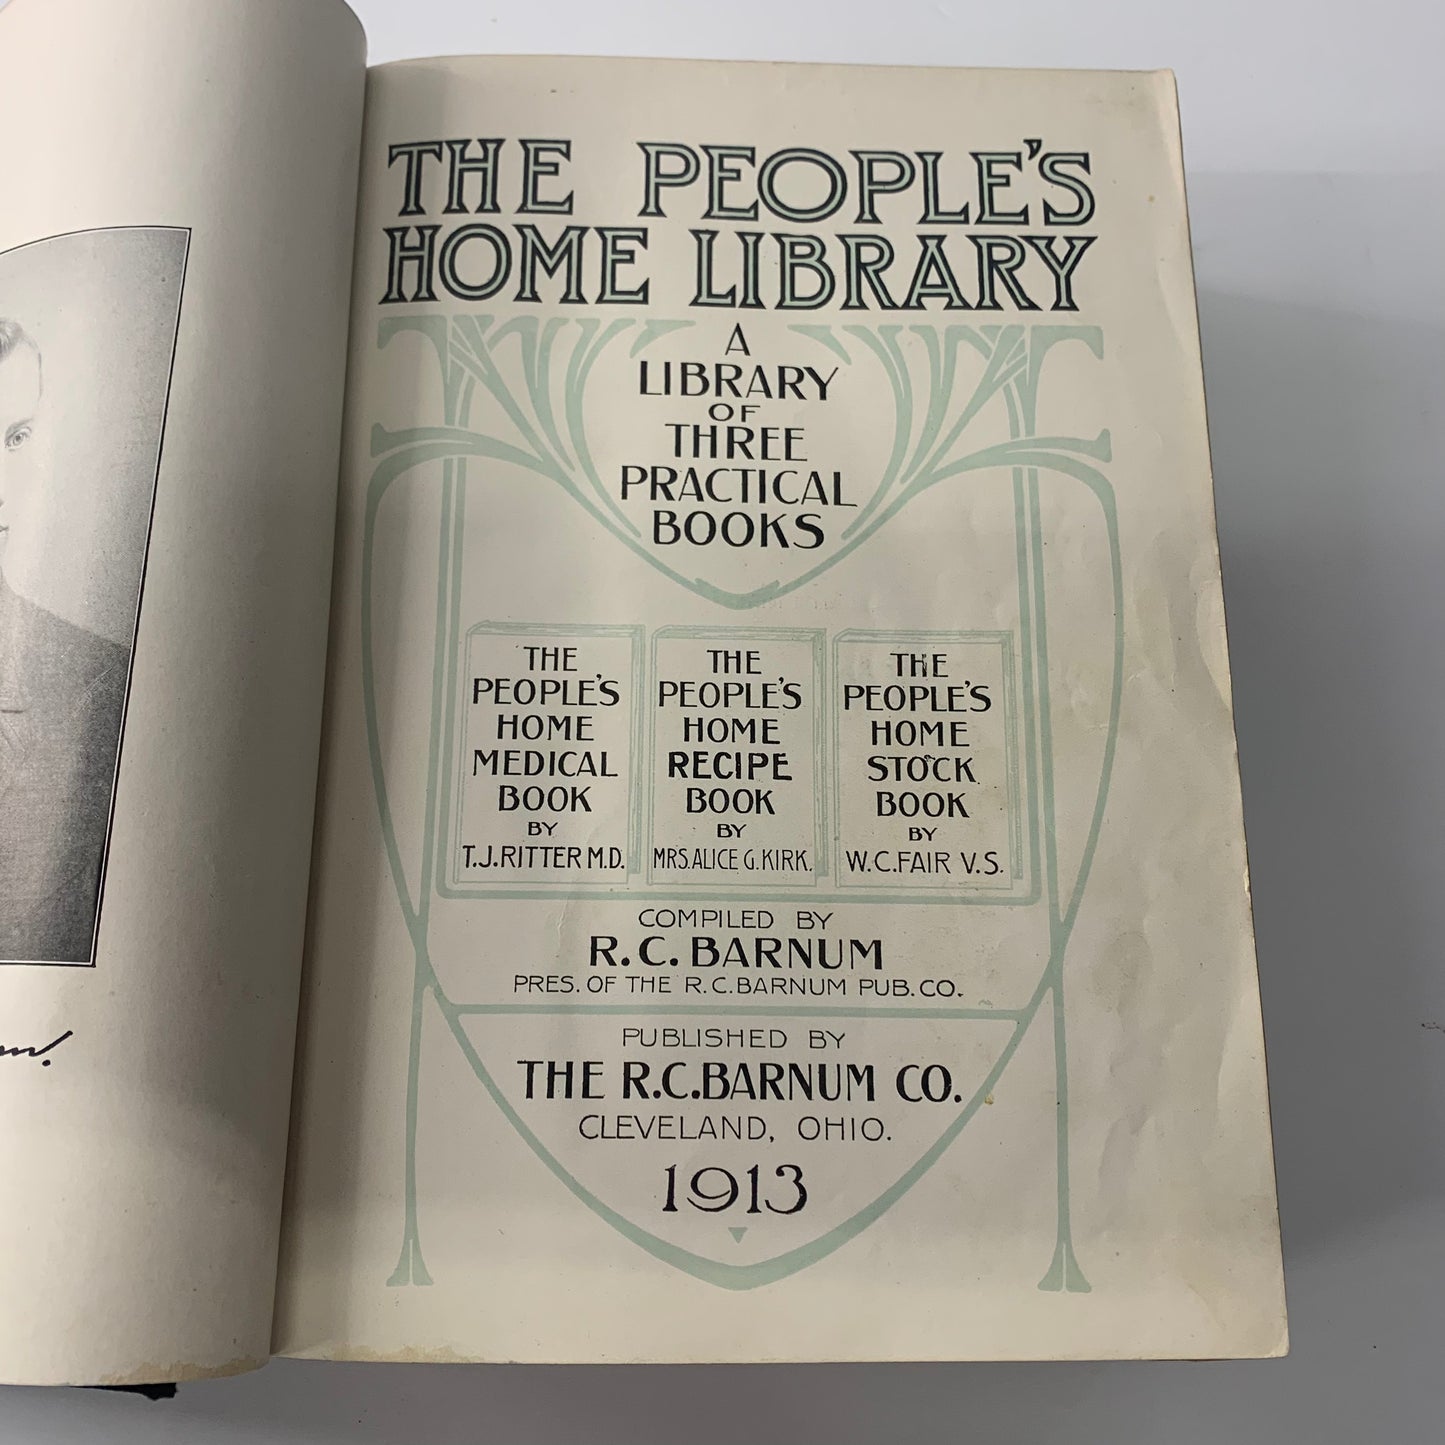 THE PEOPLE'S
HOME LIBRARY
A
LIBRARY
OF
THREE
PRACTICAL
BOOKS
THE
PEOPLE'S
HOME
MEDICAL
BOOK
BY
T.J.RITTER M.D.
THE
PEOPLE'S
HOME
RECIPE
BOOK
BY
MRS.ALICE G.KIRK.
THE
PEOPLE'S
HOME
STOCK
BOOK
BY
W.C.FAIR V.S.
COMPILED BY
R.C.BARNUM
PRES. OF THE R.C.BARNUM PUB.CO.
PUBLISHED BY
THE R.C.BARNUM CO.
CLEVELAND, OHIO.
1913